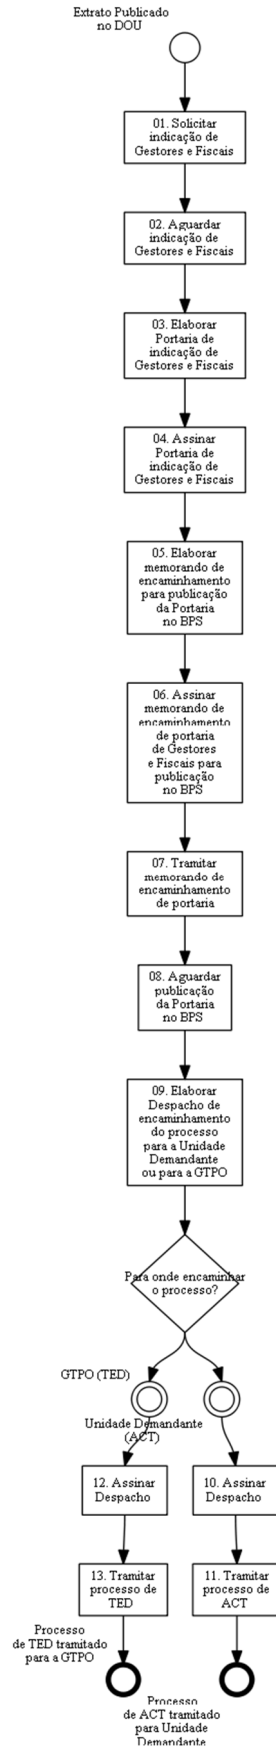 Extrato Publicado
no DOU
01. Solicitar
indicação de
Gestores e Fiscais
02. Aguardar
indicação de
Gestores e Fiscais
03. Elaborar
Portaria de
indicação de
Gestores e Fiscais
04. Assinar
Portaria de
indicação de
Gestores e Fiscais
05. Elaborar
memorando de
encaminhamento
para publicação
da Portaria
no BPS
06. Assinar
memorando de
encaminhamento
de portaria
de Gestores
e Fiscais para
publicação
no BPS
07. Tramitar
memorando de
encaminhamento
de portaria
08. Aguardar
publicação
da Portaria
no BPS
09. Elaborar
Despacho de
encaminhamento
do processo
para a Unidade
Demandante
ou para a GTPO
Para onde encaminhar
o processo?
GTPO (TED)
Unidade Demandante
(ACT)
12. Assinar
Despacho
10. Assinar
Despacho
13. Tramitar
processo de
TED
11. Tramitar
processo de
ACT
Processo
de TED tramitado
para a GTPO
Processo
de ACT tramitado
para Unidade
Demandante